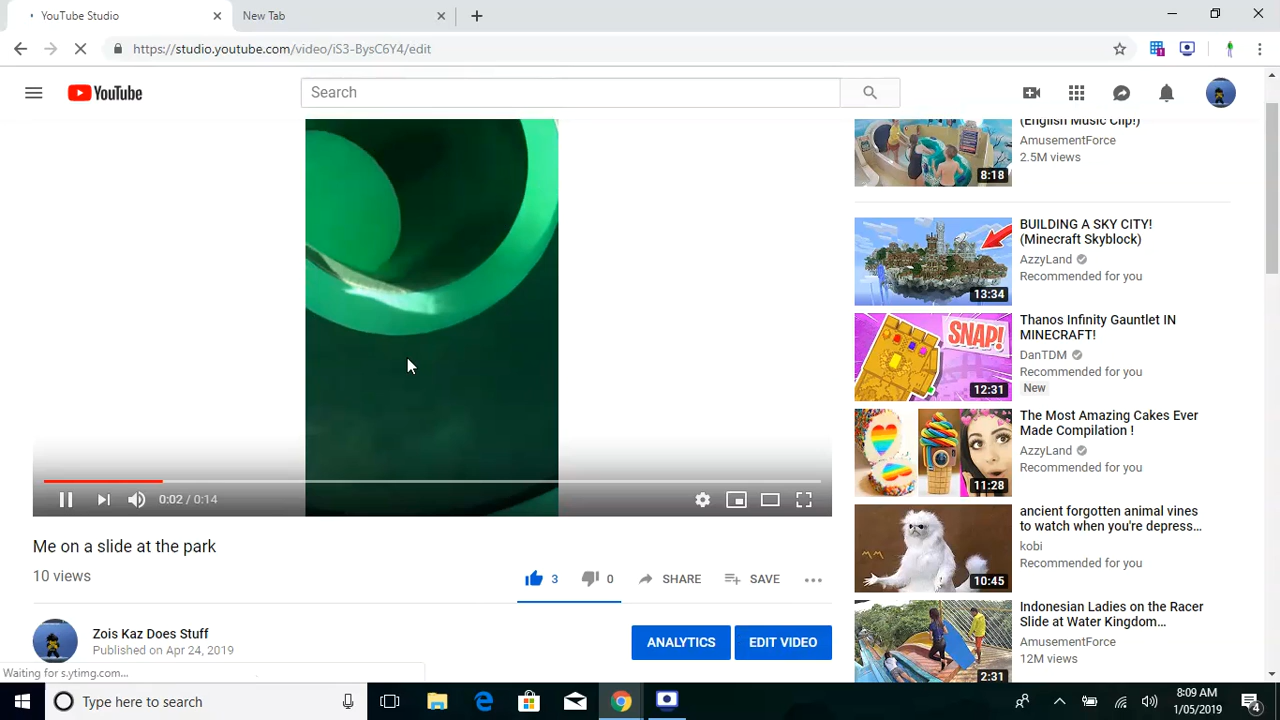 YouTube Studio
New Tab
https://studio.youtube.com/video/iS3-BysC6Y4/edit
1
YouTube
Search
(English Music Clip!)
AmusementForce
2.5M views
8:18
BUILDING A SKY CITY!
(Minecraft Skyblock)
AzzyLand
Recommended for you
13:34
Thanos Infinity Gauntlet IN
MINECRAFT!
DanTDM
Recommended for you
New
SNAP!
12:31
The Most Amazing Cakes Ever
Made Compilation !
AzzyLand
Recommended for you
11:28
ancient forgotten animal vines
to watch when you're depress...
kobi
Recommended for you
10:45
Indonesian Ladies on the Racer
Slide at Water Kingdom...
AmusementForce
12M views
2:31
0:02 / 0:14
Me on a slide at the park
10 views
3
0
SHARE
SAVE
Zois Kaz Does Stuff
Published on Apr 24, 2019
ANALYTICS
EDIT VIDEO
Waiting for s.ytimg.com...
Type here to search
8:09 AM
1/05/2019
4